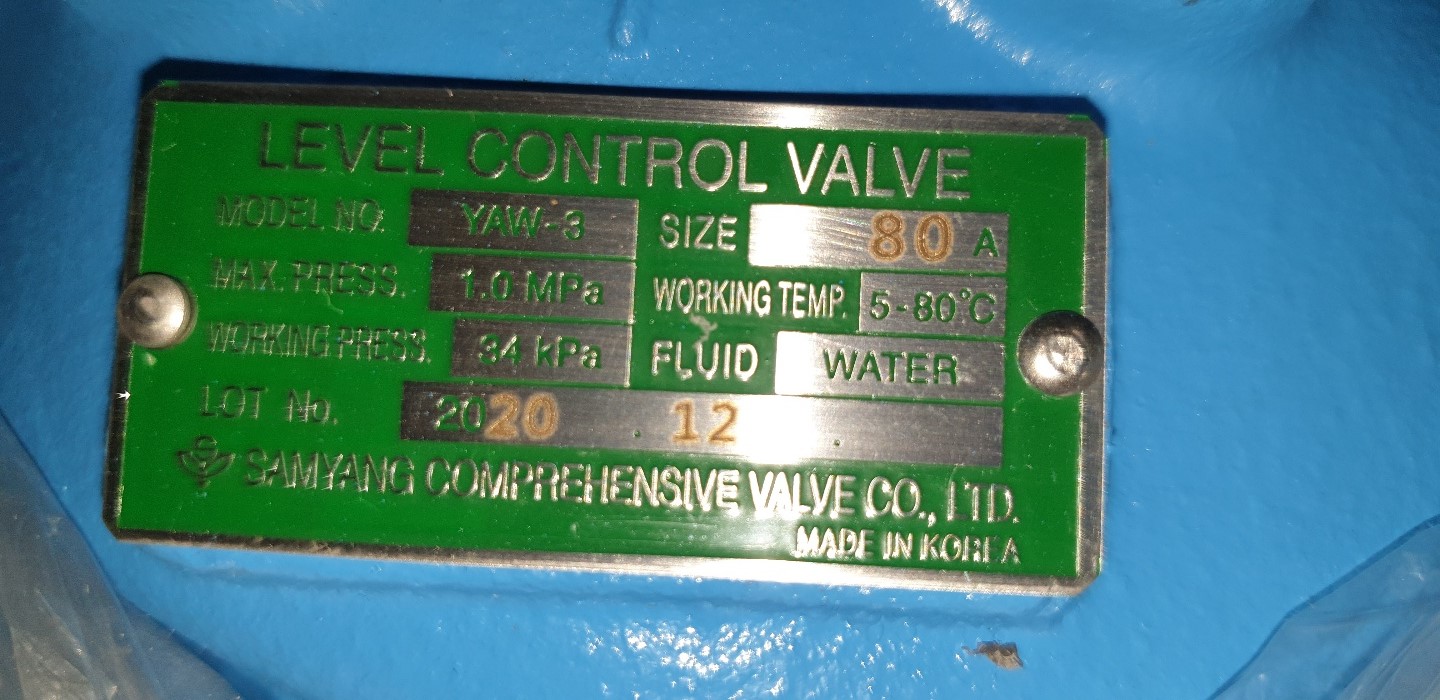 LEVEL CONTROL VALVE
MODEL NO. YAW-3 SIZE 80 A
MAX. PRESS. 1.0 MPa WORKING TEMP. 5-80°C
WORKING PRESS. 34 kPa FLUID WATER
LOT No. 2020 . 12 .
SAMYANG COMPREHENSIVE VALVE CO., LTD.
MADE IN KOREA